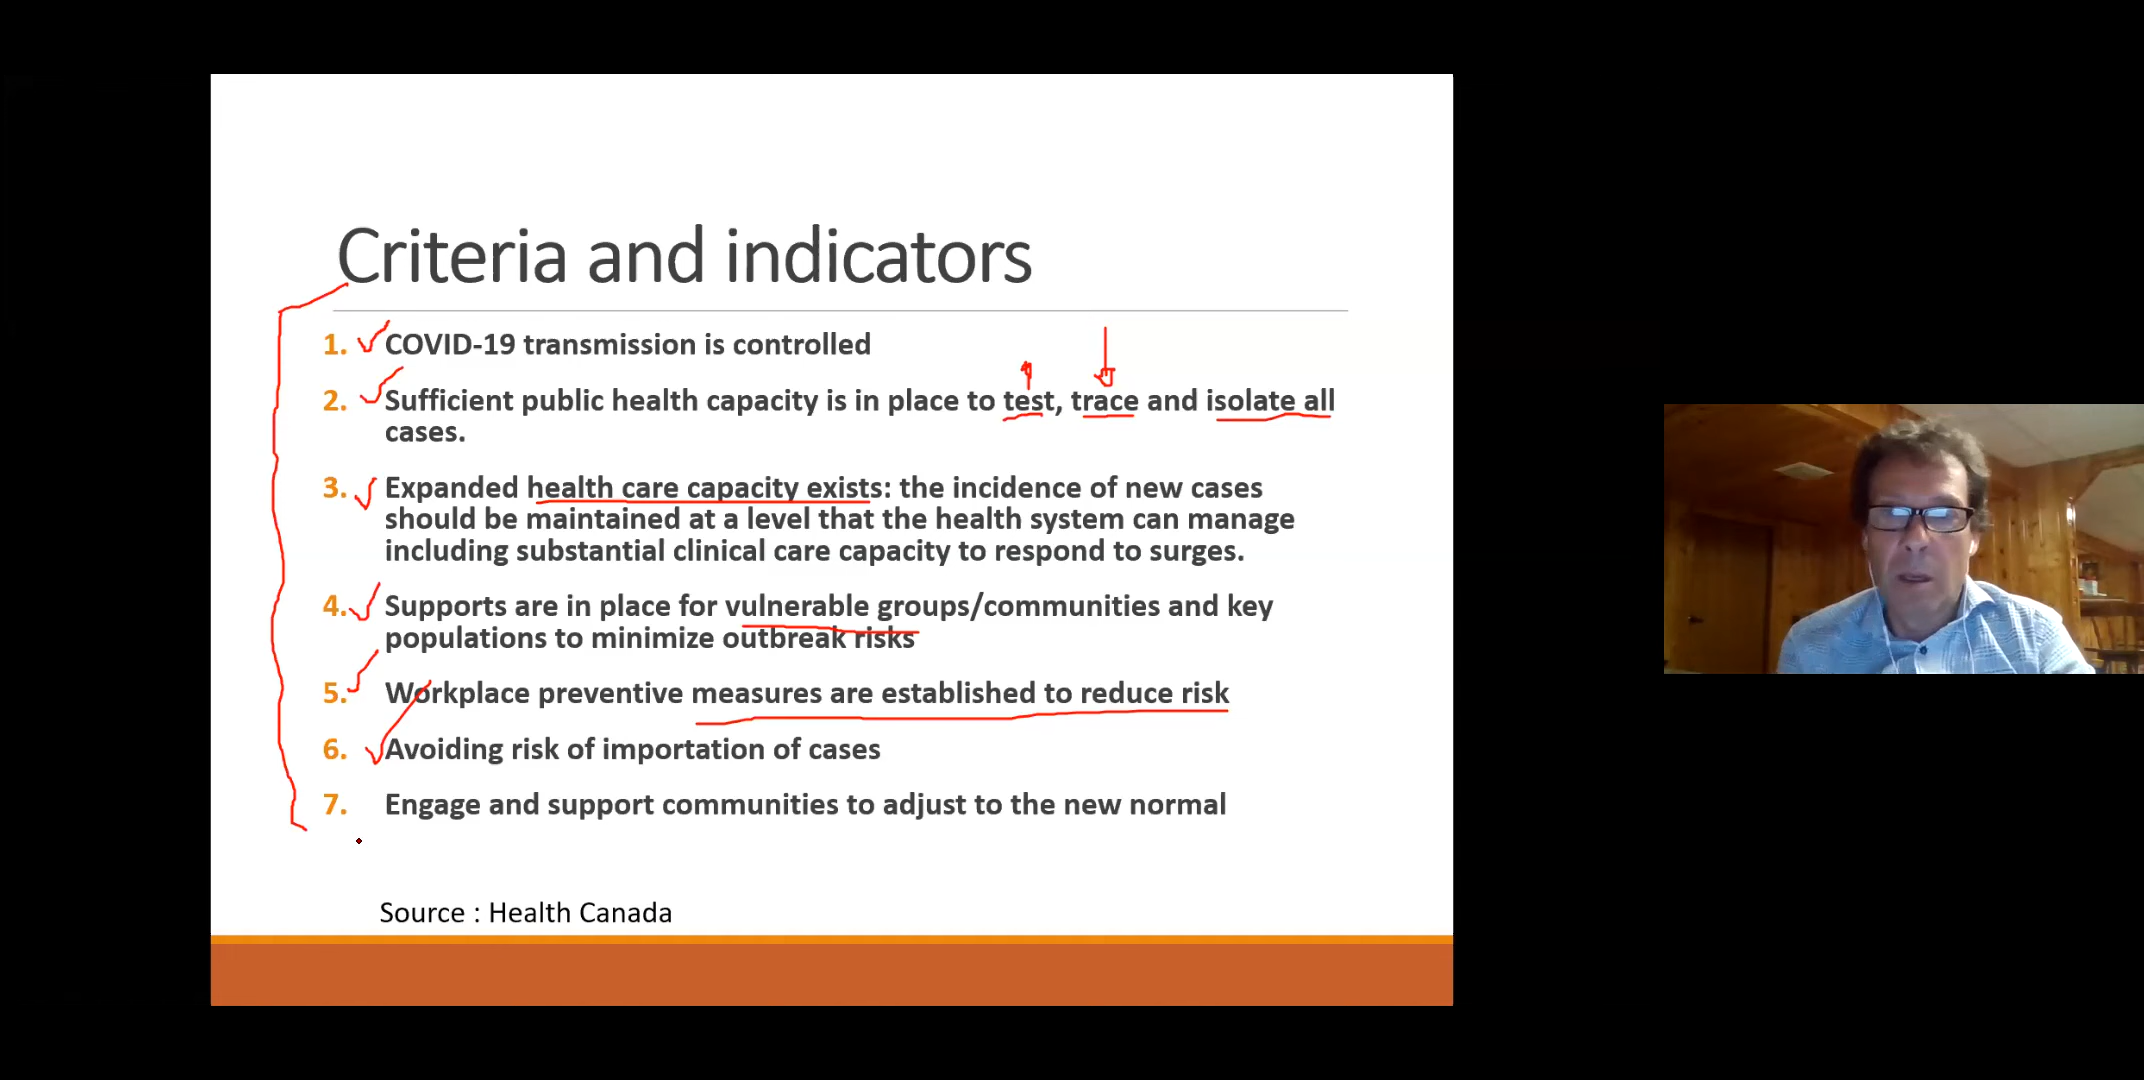 Criteria and indicators
1. COVID-19 transmission is controlled
2. Sufficient public health capacity is in place to test, trace and isolate all
cases.
3. Expanded health care capacity exists: the incidence of new cases
should be maintained at a level that the health system can manage
including substantial clinical care capacity to respond to surges.
4. Supports are in place for vulnerable groups/communities and key
populations to minimize outbreak risks
5. Workplace preventive measures are established to reduce risk
6. Avoiding risk of importation of cases
7. Engage and support communities to adjust to the new normal
Source : Health Canada